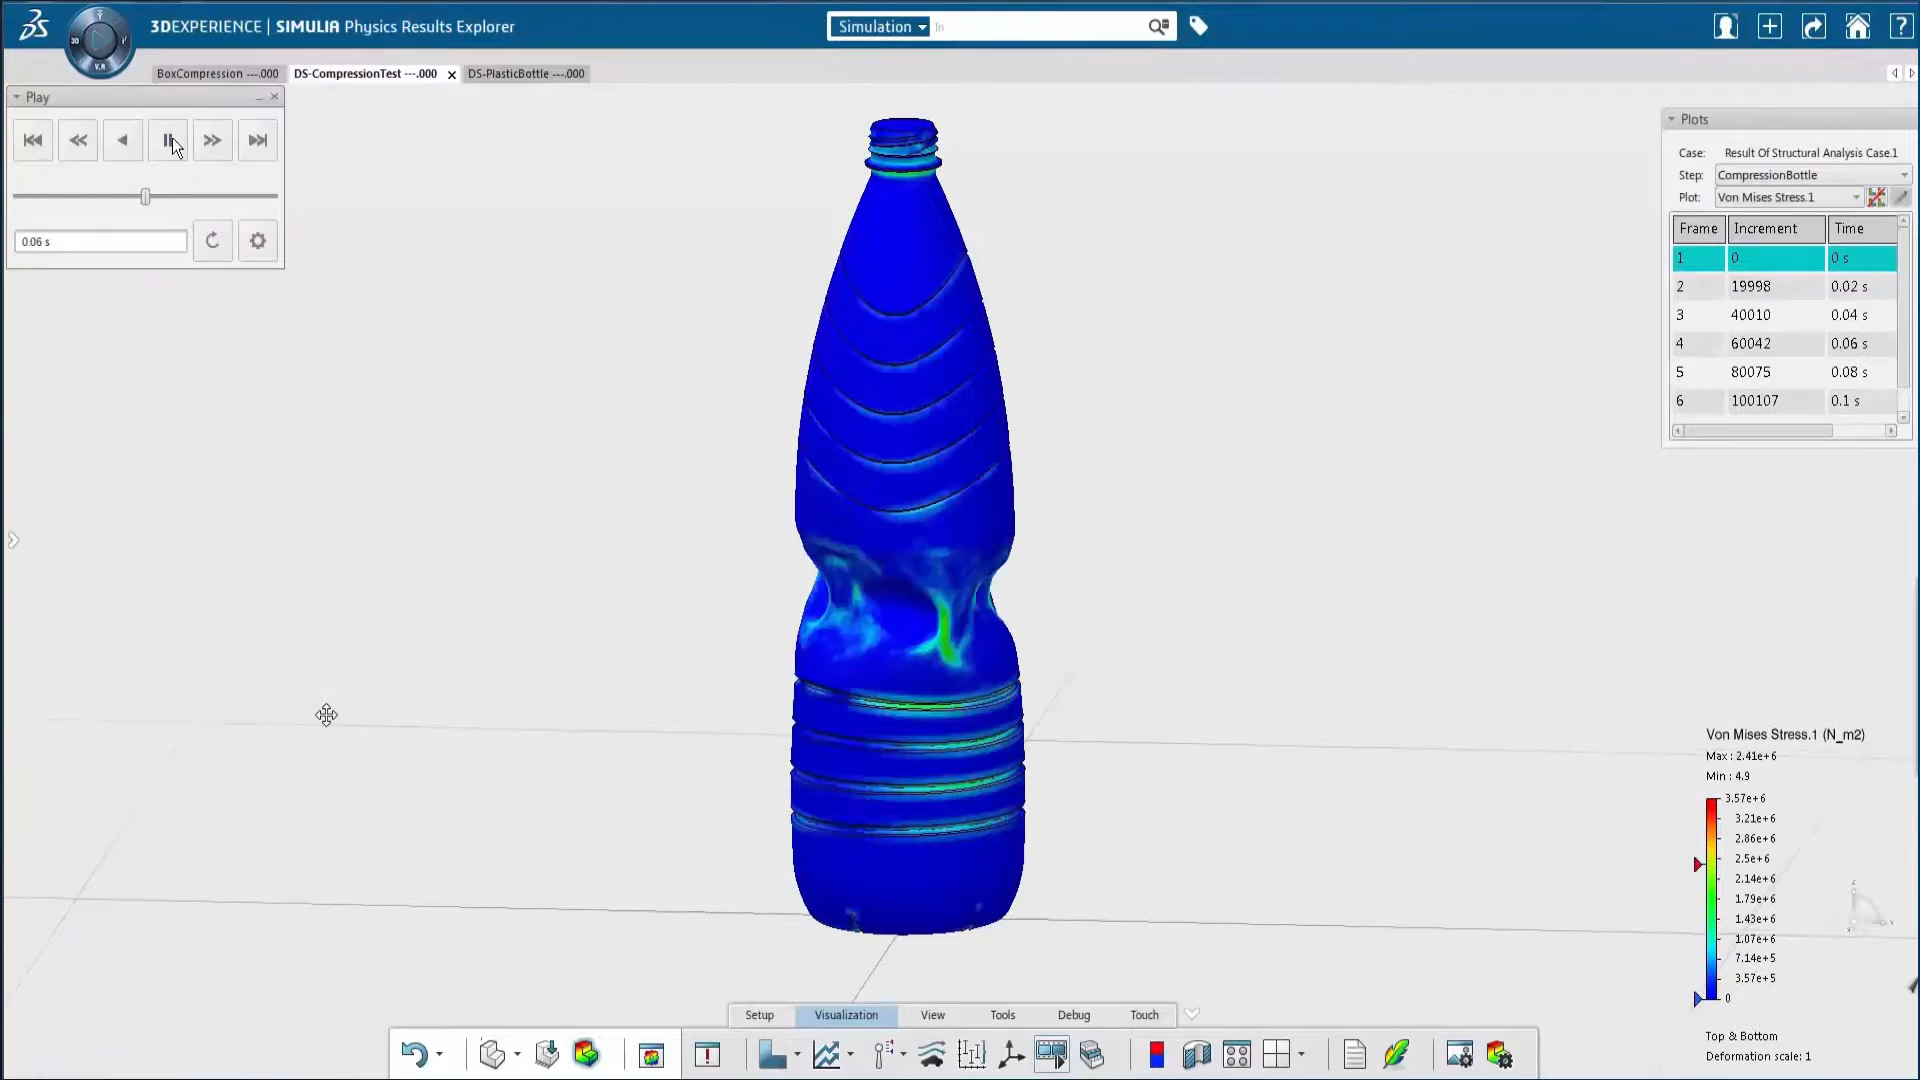 3DEXPERIENCE | SIMULIA Physics Results Explorer
Simulation
In
3D
V.R
BoxCompression ---.000
DS-CompressionTest ---.000
DS-PlasticBottle ---.000
Play
0.06 s
Plots
Case: Result Of Structural Analysis Case.1
Step: CompressionBottle
Plot: Von Mises Stress.1
Frame Increment Time
1 0 0 s
2 19998 0.02 s
3 40010 0.04 s
4 60042 0.06 s
5 80075 0.08 s
6 100107 0.1 s
Von Mises Stress.1 (N_m2)
Max : 2.41e+6
Min : 4.9
3.57e+6
3.21e+6
2.86e+6
2.5e+6
2.14e+6
1.79e+6
1.43e+6
1.07e+6
7.14e+5
3.57e+5
0
Top & Bottom
Deformation scale: 1
Setup
Visualization
View
Tools
Debug
Touch